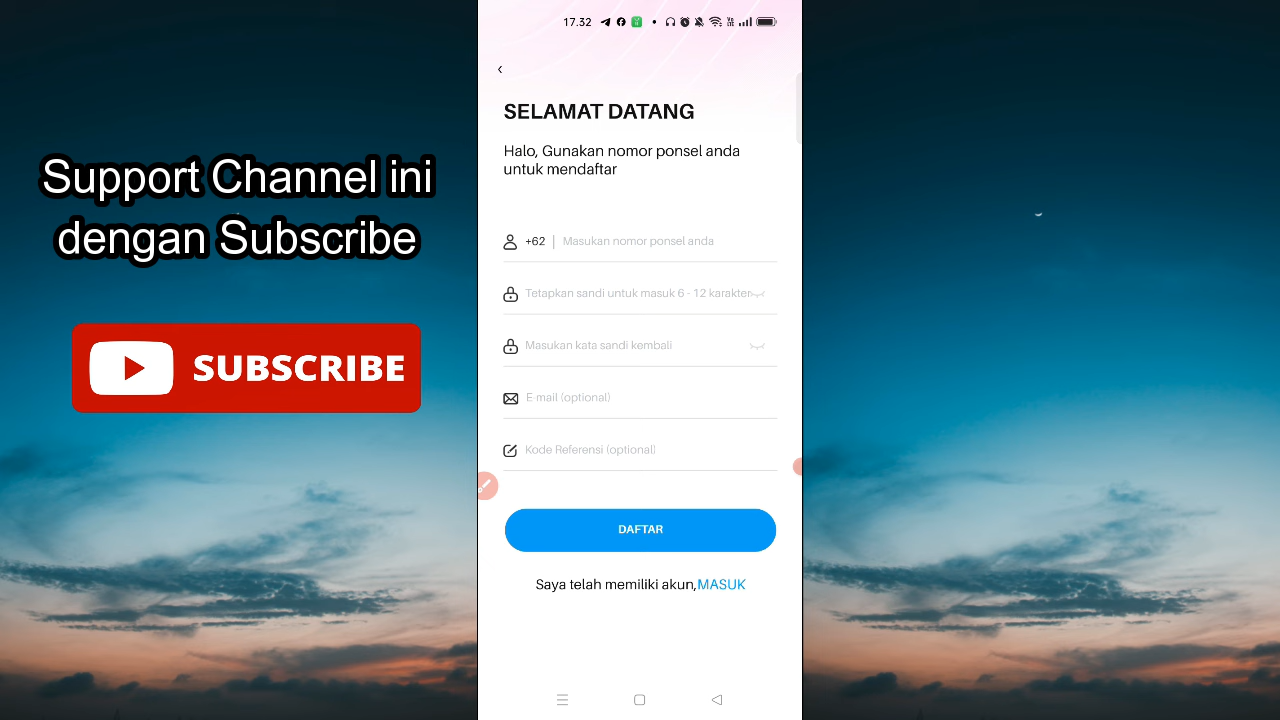 Support Channel ini
dengan Subscribe
SUBSCRIBE
17.32
SELAMAT DATANG
Halo, Gunakan nomor ponsel anda
untuk mendaftar
+62 | Masukan nomor ponsel anda
Tetapkan sandi untuk masuk 6 - 12 karakter
Masukan kata sandi kembali
E-mail (optional)
Kode Referensi (optional)
DAFTAR
Saya telah memiliki akun,MASUK